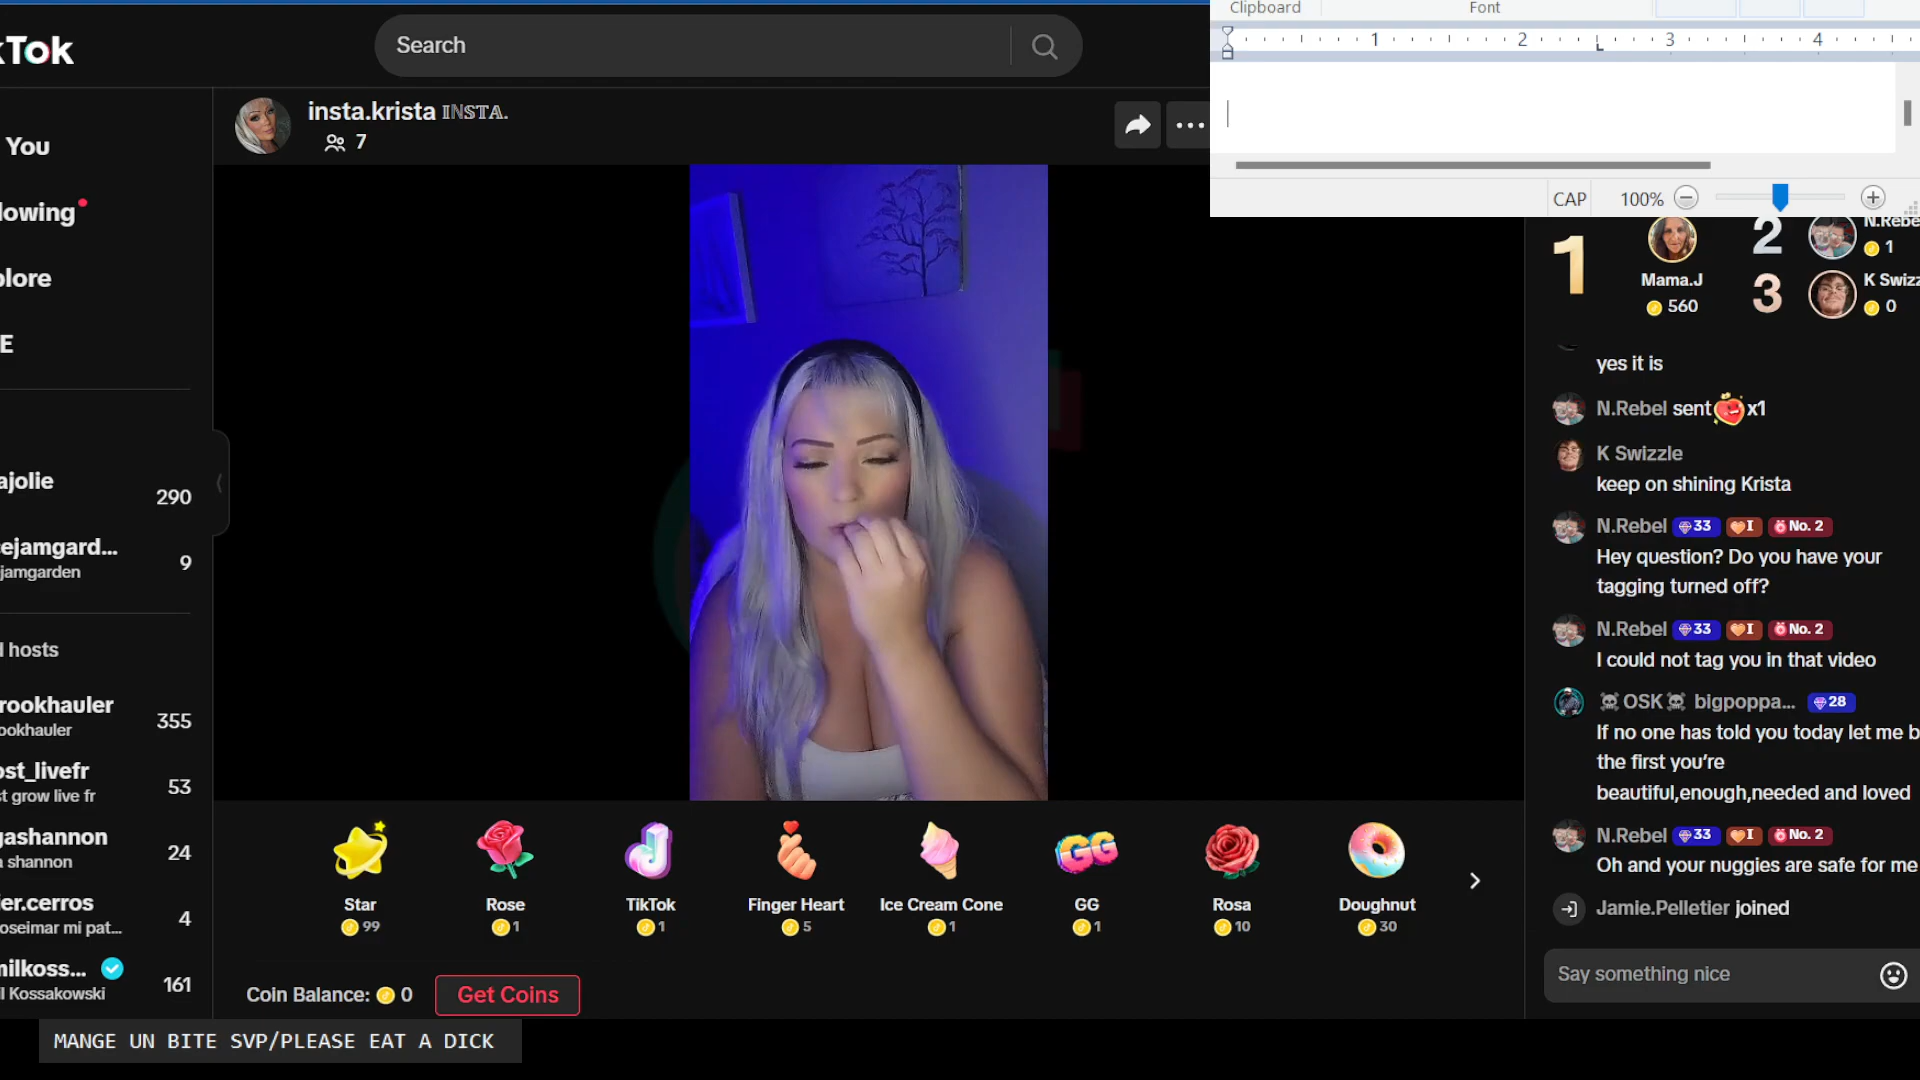 kTok
Search
Clipboard
Font
1 2 3 4
CAP 100%
insta.krista 𝕀ℕ𝕊𝕋𝔸.
7
You
lowing
plore
E
ajolie
290
ejamgard...
jamgarden
9
l hosts
rookhauler
ookhauler
355
ost_livefr
t grow live fr
53
gashannon
a shannon
24
er.cerros
oseimar mi pat...
4
milkoss...
l Kossakowski
161
1
Mama.J
560
2
N.Rebe
1
3
K Swizz
0
yes it is
N.Rebel sent x1
K Swizzle
keep on shining Krista
N.Rebel 33 I No. 2
Hey question? Do you have your
tagging turned off?
N.Rebel 33 I No. 2
I could not tag you in that video
☠OSK☠ bigpoppa... 28
If no one has told you today let me b
the first you’re
beautiful,enough,needed and loved
N.Rebel 33 I No. 2
Oh and your nuggies are safe for me
Jamie.Pelletier joined
Say something nice
GG
Star
99
Rose
1
TikTok
1
Finger Heart
5
Ice Cream Cone
1
GG
1
Rosa
10
Doughnut
30
Coin Balance: 0
Get Coins
MANGE UN BITE SVP/PLEASE EAT A DICK